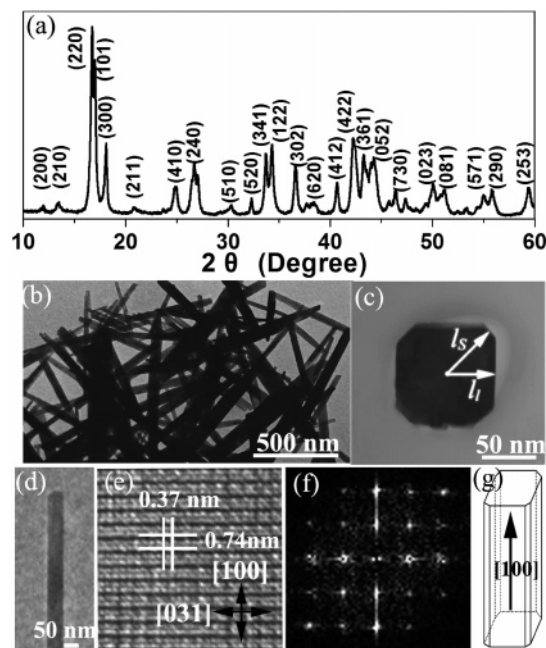 (a)
(220)
(101)
(300)
(200)
(210)
(211)
(410)
(240)
(510)
(520)
(341)
(122)
(302)
(620)
(412)
(422)
(361)
(052)
(730)
(023)
(081)
(571)
(290)
(253)
10 20 30 40 50 60
2 θ (Degree)
(b)
500 nm
(c)
ls
l1
50 nm
(d)
50 nm
(e)
0.37 nm
0.74nm
[100]
[031]
(f)
(g)
[100]